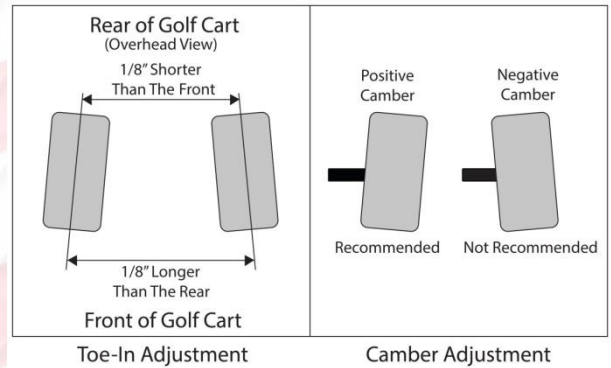 Rear of Golf Cart
(Overhead View)
1/8” Shorter
Than The Front
1/8” Longer
Than The Rear
Front of Golf Cart
Toe-In Adjustment
Positive
Camber
Negative
Camber
Recommended
Not Recommended
Camber Adjustment